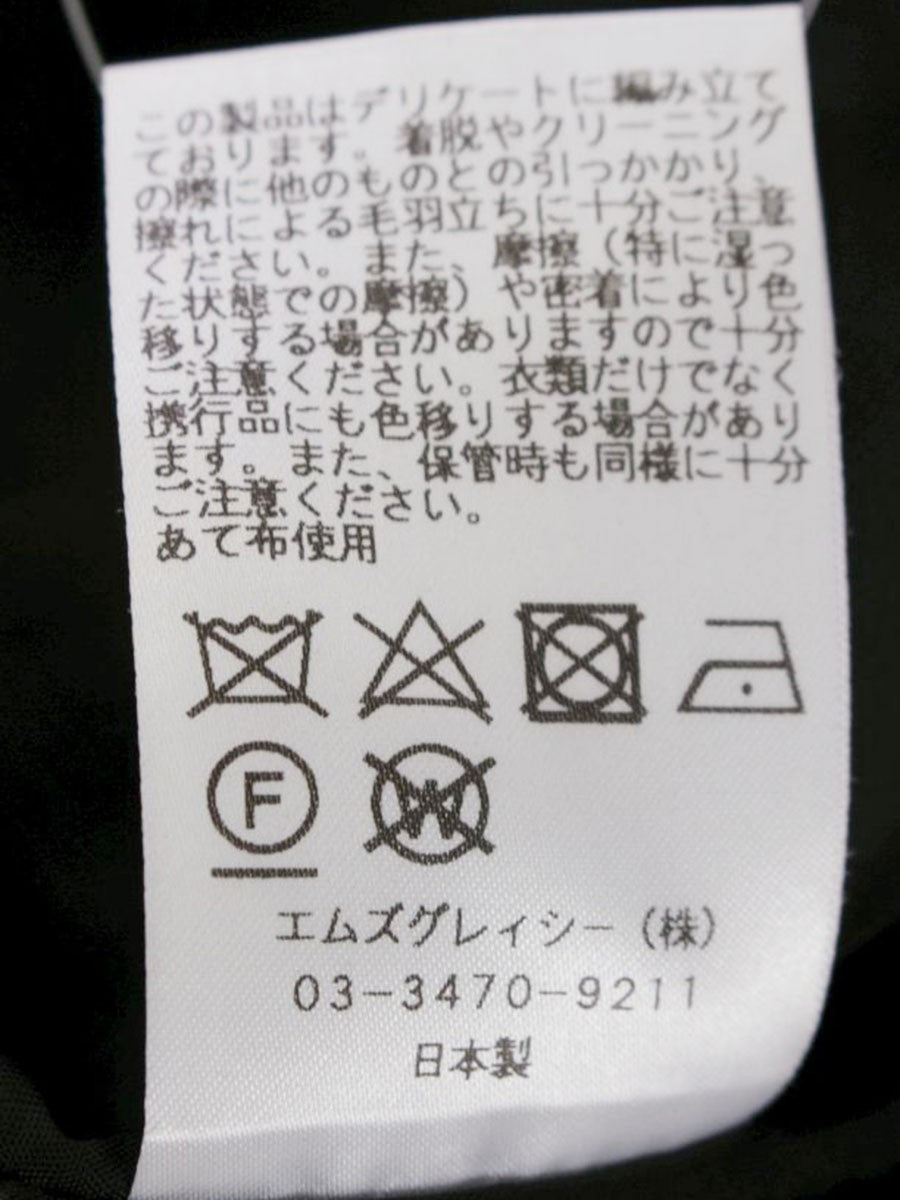 この製品はデリケートに編み立て
ております。着脱やクリーニング
の際に他のものとの引っかかり、
擦れによる毛羽立ちに十分ご注意
ください。また、摩擦（特に湿っ
た状態での摩擦）や密着により色
移りする場合がありますので十分
ご注意ください。衣類だけでなく
携行品にも色移りする場合があり
ます。また、保管時も同様に十分
ご注意ください。
あて布使用
F W
エムズグレィシー（株）
03-3470-9211
日本製